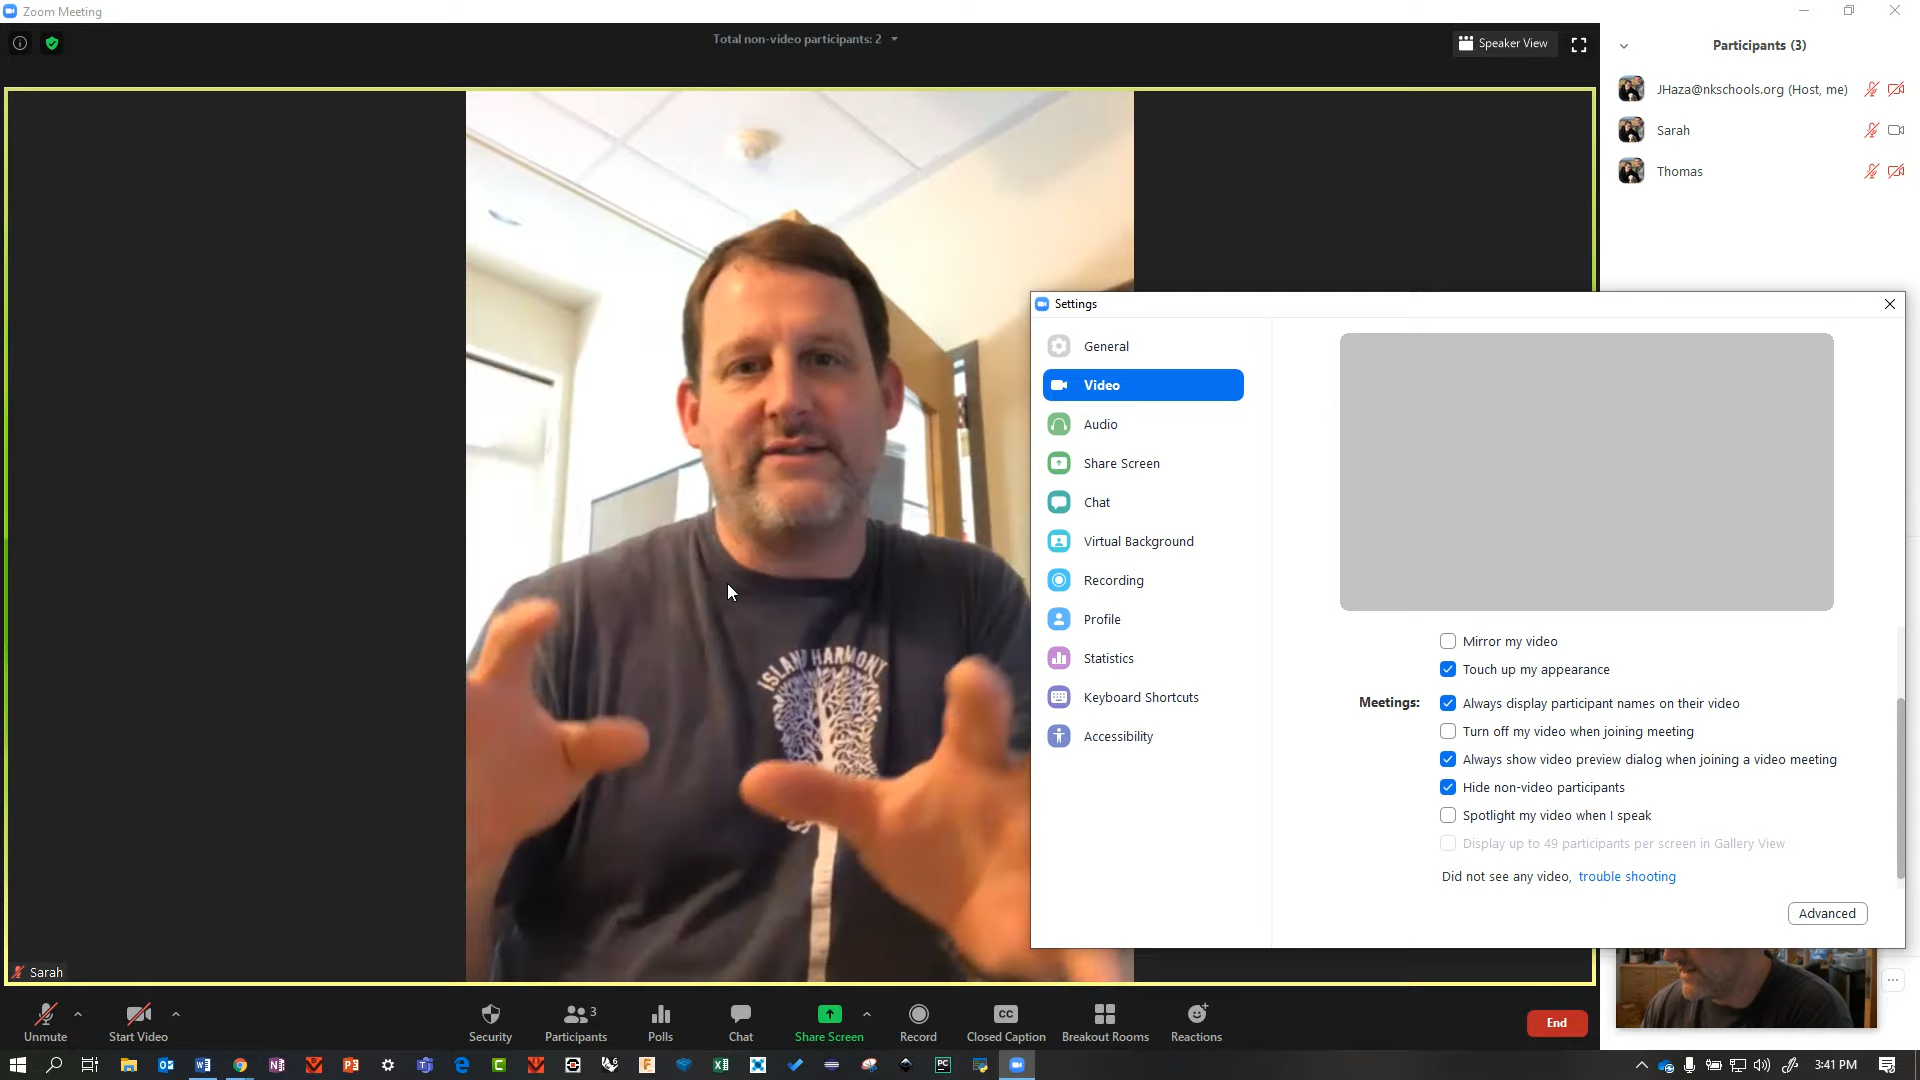 Zoom Meeting
Total non-video participants: 2
Speaker View
Participants (3)
JHaza@nkschools.org (Host, me)
Sarah
Thomas
Settings
General
Video
Audio
Share Screen
Chat
Virtual Background
Recording
Profile
Statistics
Keyboard Shortcuts
Accessibility
Mirror my video
Touch up my appearance
Meetings:
Always display participant names on their video
Turn off my video when joining meeting
Always show video preview dialog when joining a video meeting
Hide non-video participants
Spotlight my video when I speak
Display up to 49 participants per screen in Gallery View
Did not see any video, trouble shooting
Advanced
ISLAND HARMONY
Sarah
Unmute
Start Video
Security
3
Participants
Polls
Chat
Share Screen
Record
CC
Closed Caption
Breakout Rooms
Reactions
End
3:41 PM